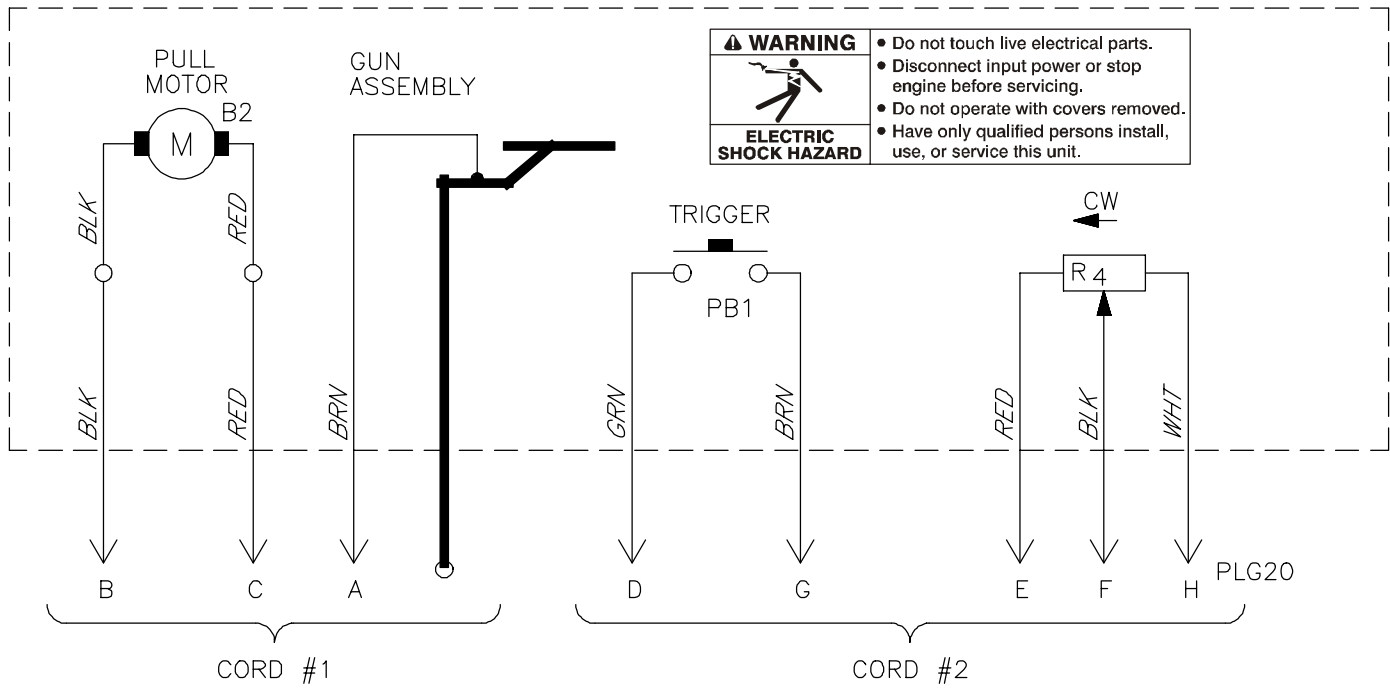 PULL
MOTOR
B2
M
GUN
ASSEMBLY
WARNING
ELECTRIC
SHOCK HAZARD
• Do not touch live electrical parts.
• Disconnect input power or stop
engine before servicing.
• Do not operate with covers removed.
• Have only qualified persons install,
use, or service this unit.
BLK
RED
TRIGGER
PB1
CW
R4
BLK
RED
BRN
GRN
BRN
RED
BLK
WHT
B
C
A
D
G
E
F
H
PLG20
CORD #1
CORD #2